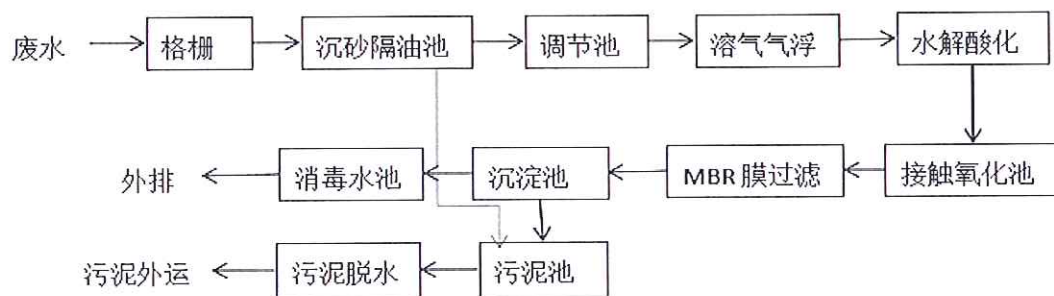 废水 格栅 沉砂隔油池 调节池 溶气气浮 水解酸化
外排 消毒水池 沉淀池 MBR膜过滤 接触氧化池
污泥外运 污泥脱水 污泥池